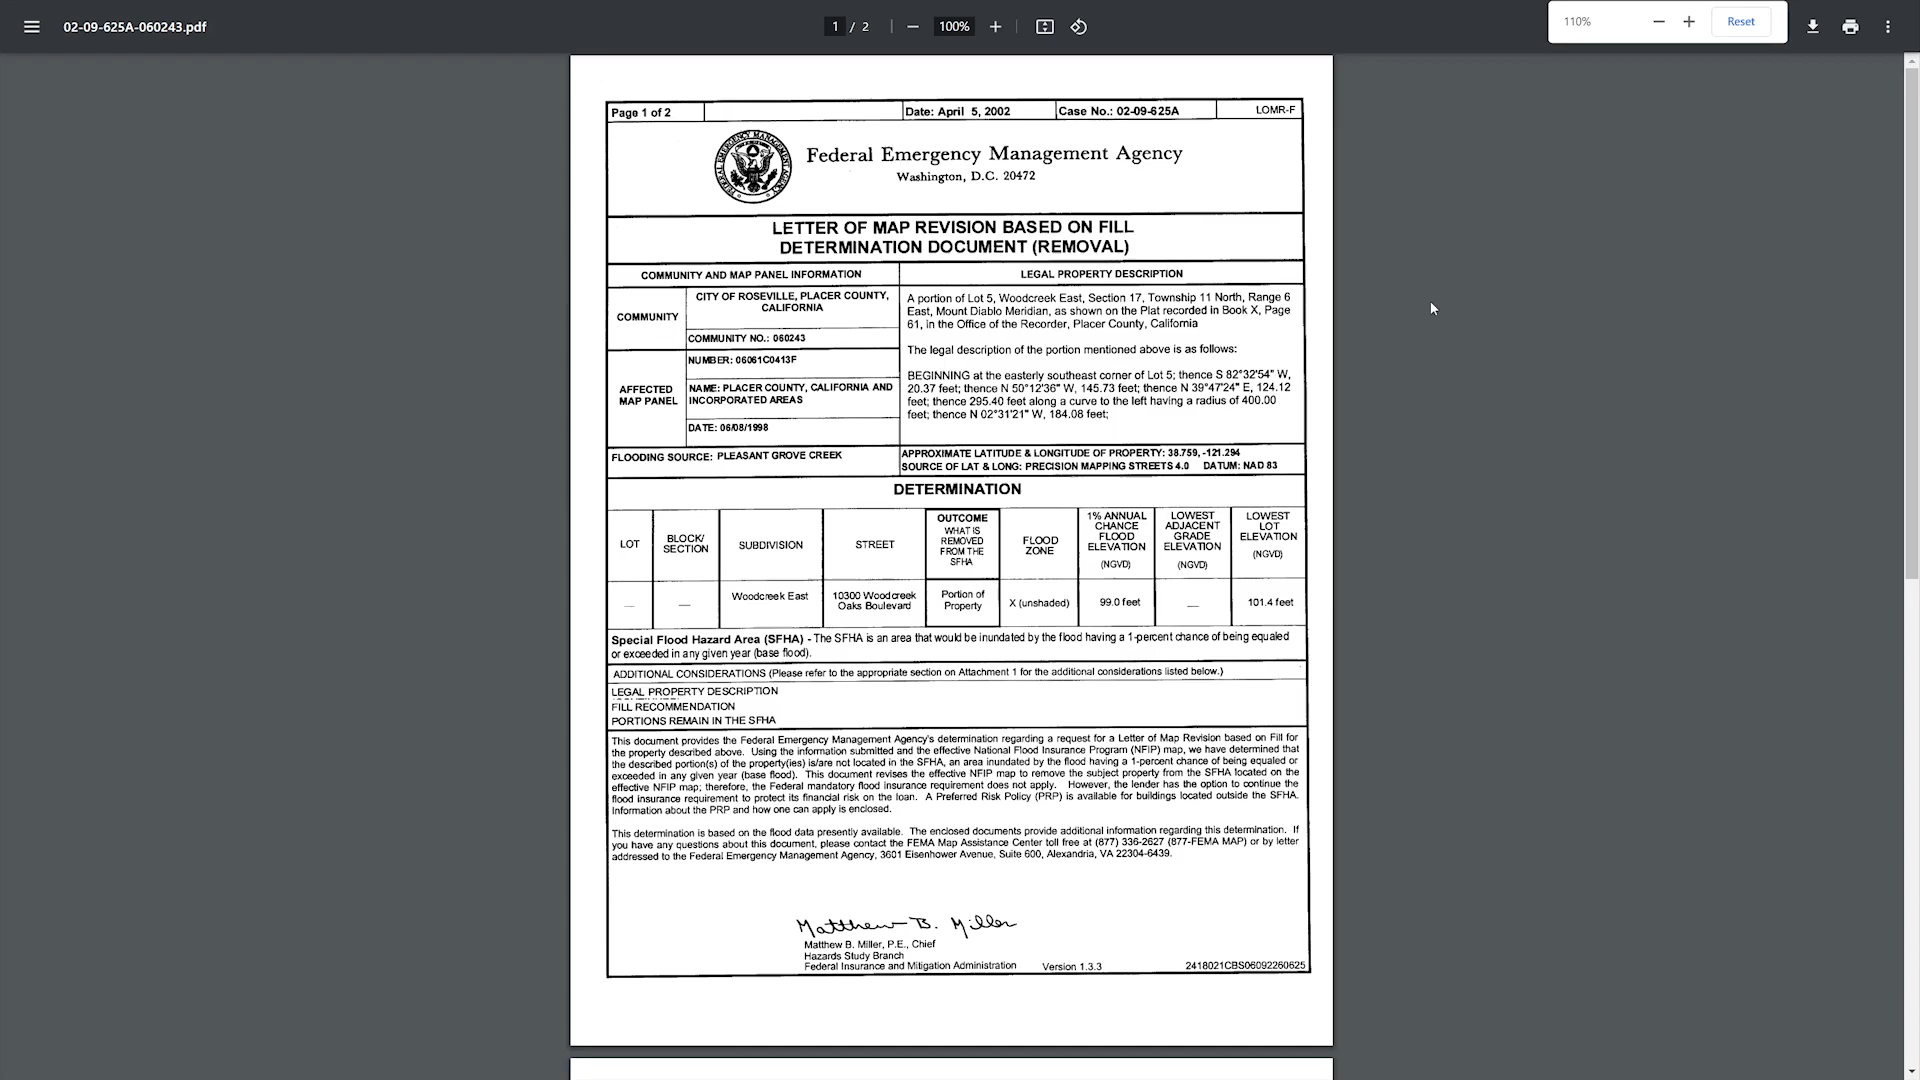 02-09-625A-060243.pdf
1 / 2
100%
110%
Reset
Page 1 of 2
Date: April 5, 2002
Case No.: 02-09-625A
LOMR-F
FEDERAL EMERGENCY MANAGEMENT AGENCY
Federal Emergency Management Agency
Washington, D.C. 20472
LETTER OF MAP REVISION BASED ON FILL
DETERMINATION DOCUMENT (REMOVAL)
COMMUNITY AND MAP PANEL INFORMATION
LEGAL PROPERTY DESCRIPTION
COMMUNITY
CITY OF ROSEVILLE, PLACER COUNTY,
CALIFORNIA
COMMUNITY NO.: 060243
AFFECTED
MAP PANEL
NUMBER: 06061C0413F
NAME: PLACER COUNTY, CALIFORNIA AND
INCORPORATED AREAS
DATE: 06/08/1998
A portion of Lot 5, Woodcreek East, Section 17, Township 11 North, Range 6
East, Mount Diablo Meridian, as shown on the Plat recorded in Book X, Page
61, in the Office of the Recorder, Placer County, California
The legal description of the portion mentioned above is as follows:
BEGINNING at the easterly southeast corner of Lot 5; thence S 82°32'54" W,
20.37 feet; thence N 50°12'36" W, 145.73 feet; thence N 39°47'24" E, 124.12
feet; thence 295.40 feet along a curve to the left having a radius of 400.00
feet; thence N 02°31'21" W, 184.08 feet;
FLOODING SOURCE: PLEASANT GROVE CREEK
APPROXIMATE LATITUDE & LONGITUDE OF PROPERTY: 38.759, -121.294
SOURCE OF LAT & LONG: PRECISION MAPPING STREETS 4.0 DATUM: NAD 83
DETERMINATION
LOT
BLOCK/
SECTION
SUBDIVISION
STREET
OUTCOME
WHAT IS
REMOVED
FROM THE
SFHA
FLOOD
ZONE
1% ANNUAL
CHANCE
FLOOD
ELEVATION
(NGVD)
LOWEST
ADJACENT
GRADE
ELEVATION
(NGVD)
LOWEST
LOT
ELEVATION
(NGVD)
—
—
Woodcreek East
10300 Woodcreek
Oaks Boulevard
Portion of
Property
X (unshaded)
99.0 feet
—
101.4 feet
Special Flood Hazard Area (SFHA) - The SFHA is an area that would be inundated by the flood having a 1-percent chance of being equaled
or exceeded in any given year (base flood).
ADDITIONAL CONSIDERATIONS (Please refer to the appropriate section on Attachment 1 for the additional considerations listed below.)
LEGAL PROPERTY DESCRIPTION
FILL RECOMMENDATION
PORTIONS REMAIN IN THE SFHA
This document provides the Federal Emergency Management Agency's determination regarding a request for a Letter of Map Revision based on Fill for
the property described above. Using the information submitted and the effective National Flood Insurance Program (NFIP) map, we have determined that
the described portion(s) of the property(ies) is/are not located in the SFHA, an area inundated by the flood having a 1-percent chance of being equaled or
exceeded in any given year (base flood). This document revises the effective NFIP map to remove the subject property from the SFHA located on the
effective NFIP map; therefore, the Federal mandatory flood insurance requirement does not apply. However, the lender has the option to continue the
flood insurance requirement to protect its financial risk on the loan. A Preferred Risk Policy (PRP) is available for buildings located outside the SFHA.
Information about the PRP and how one can apply is enclosed.
This determination is based on the flood data presently available. The enclosed documents provide additional information regarding this determination. If
you have any questions about this document, please contact the FEMA Map Assistance Center toll free at (877) 336-2627 (877-FEMA MAP) or by letter
addressed to the Federal Emergency Management Agency, 3601 Eisenhower Avenue, Suite 600, Alexandria, VA 22304-6439.
Matthew B. Miller
Matthew B. Miller, P.E., Chief
Hazards Study Branch
Federal Insurance and Mitigation Administration
Version 1.3.3
2418021CBS06092260625